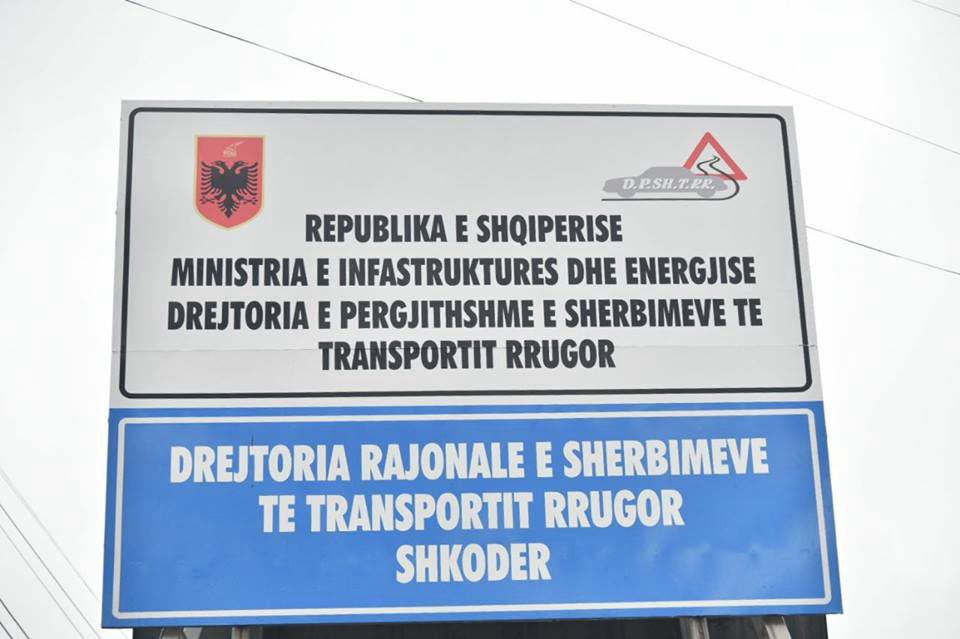 D.P.SH.T.RR.
REPUBLIKA E SHQIPERISE
MINISTRIA E INFASTRUKTURES DHE ENERGJISE
DREJTORIA E PERGJITHSHME E SHERBIMEVE TE
TRANSPORTIT RRUGOR
DREJTORIA RAJONALE E SHERBIMEVE
TE TRANSPORTIT RRUGOR
SHKODER